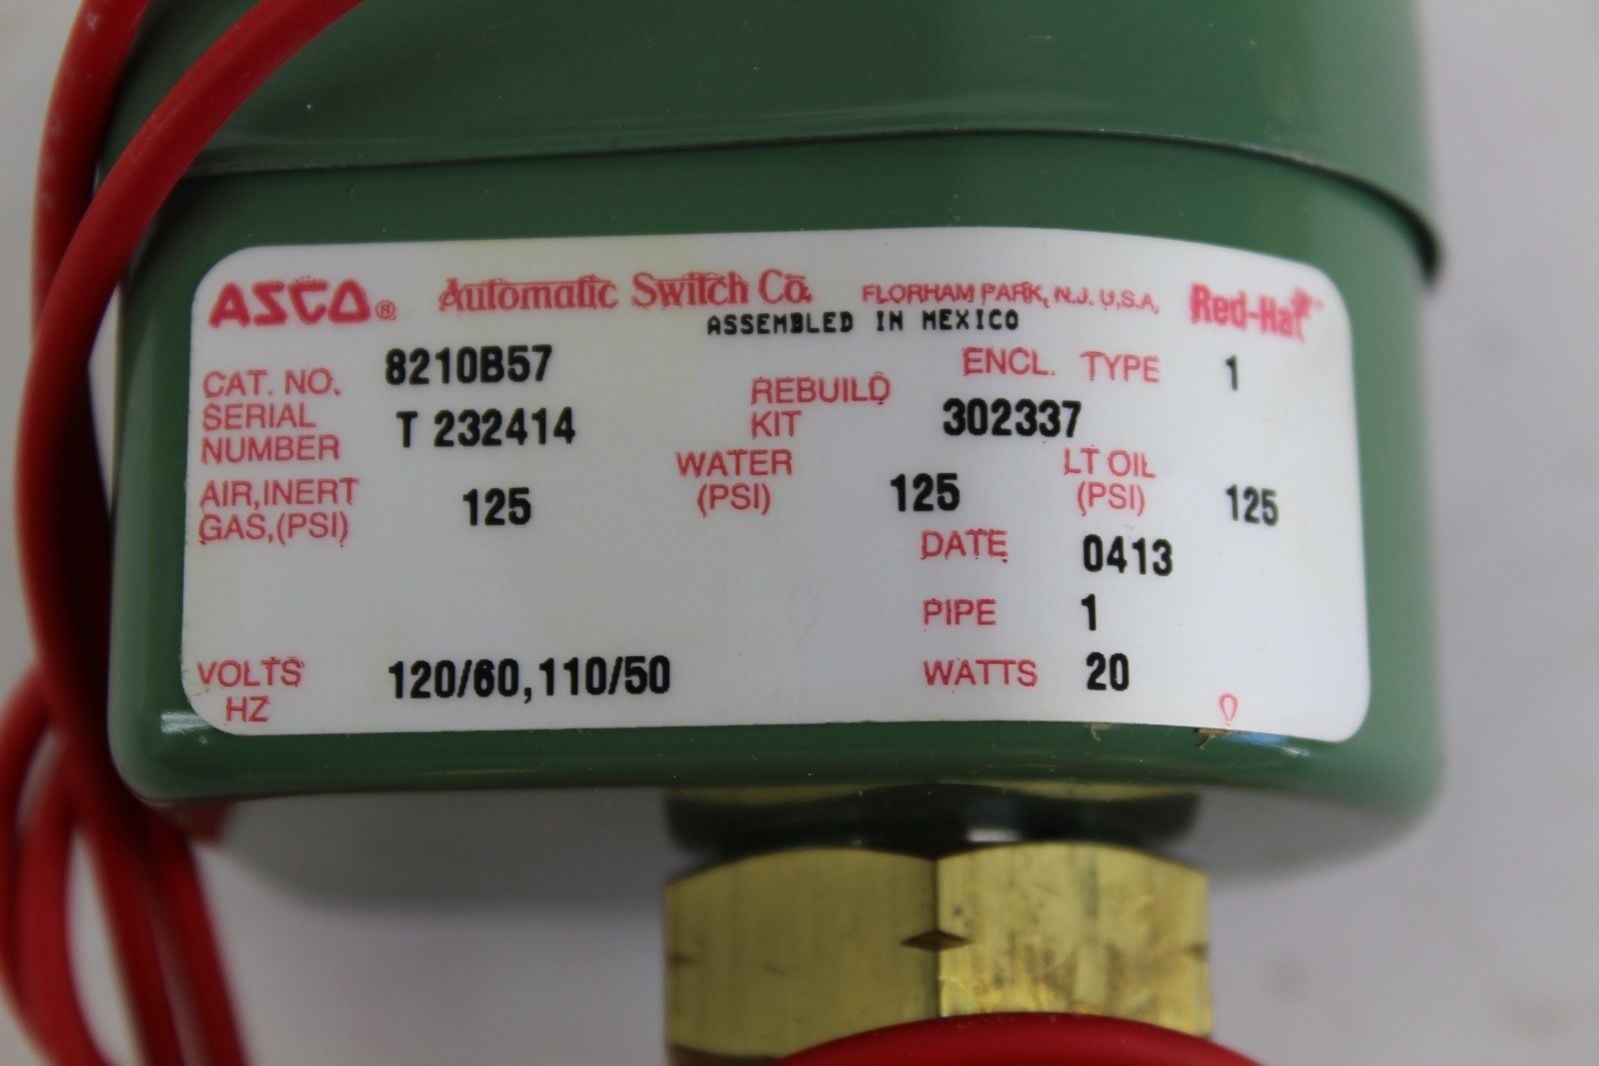 ASCO® Automatic Switch Co. FLORHAM PARK, N.J. U.S.A. Red-Hat
ASSEMBLED IN MEXICO
CAT. NO. 8210B57 ENCL. TYPE 1
SERIAL NUMBER T 232414 REBUILD KIT 302337
AIR,INERT GAS,(PSI) 125 WATER (PSI) 125 LT OIL (PSI) 125
DATE 0413
PIPE 1
VOLTS HZ 120/60,110/50 WATTS 20